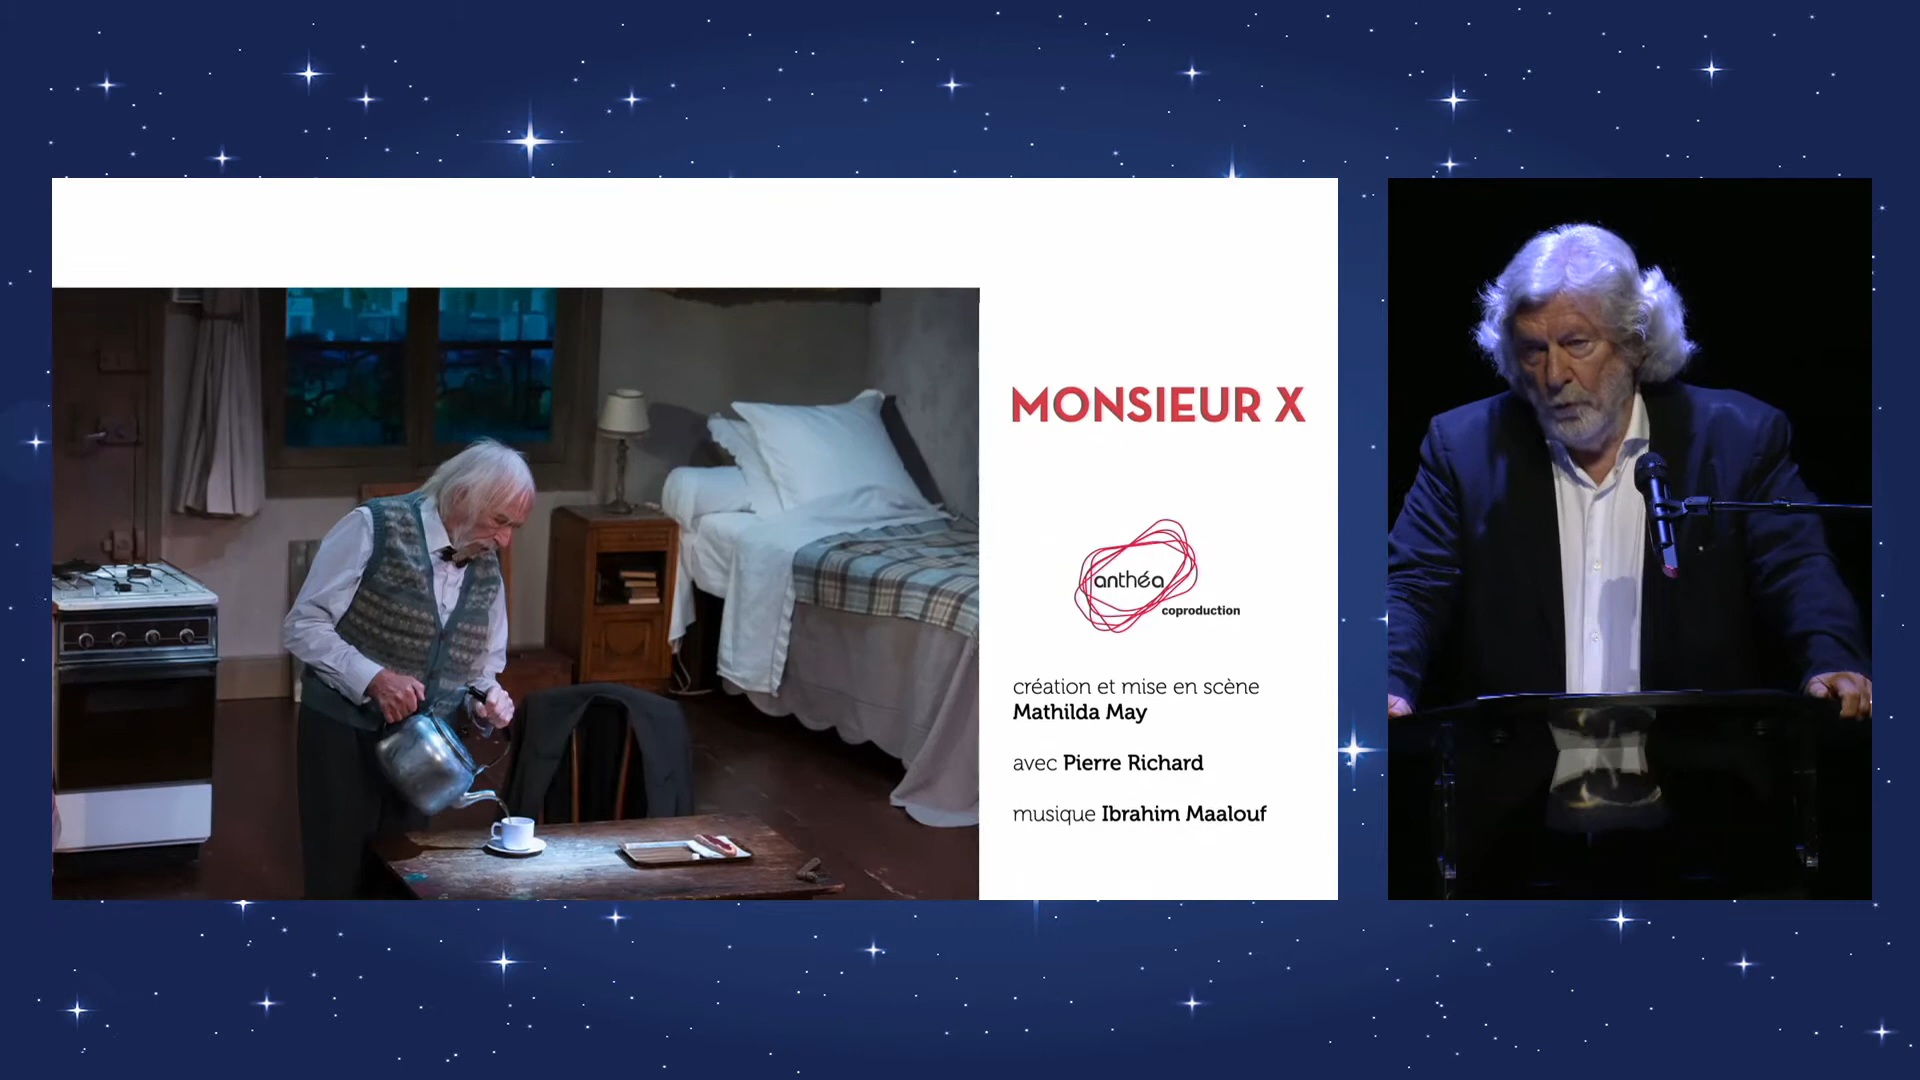 MONSIEUR X
anthéa
coproduction
création et mise en scène
Mathilda May
avec Pierre Richard
musique Ibrahim Maalouf